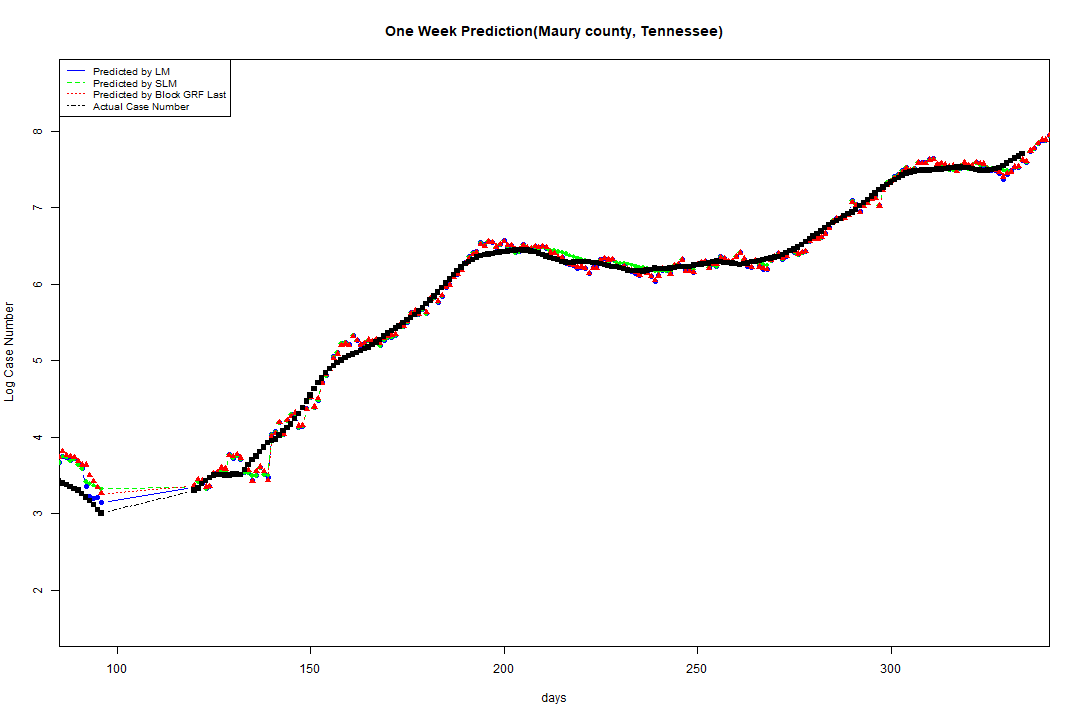 One Week Prediction(Maury county, Tennessee)
Predicted by LM
Predicted by SLM
Predicted by Block GRF Last
Actual Case Number
Log Case Number
8
7
6
5
4
3
2
100 150 200 250 300
days